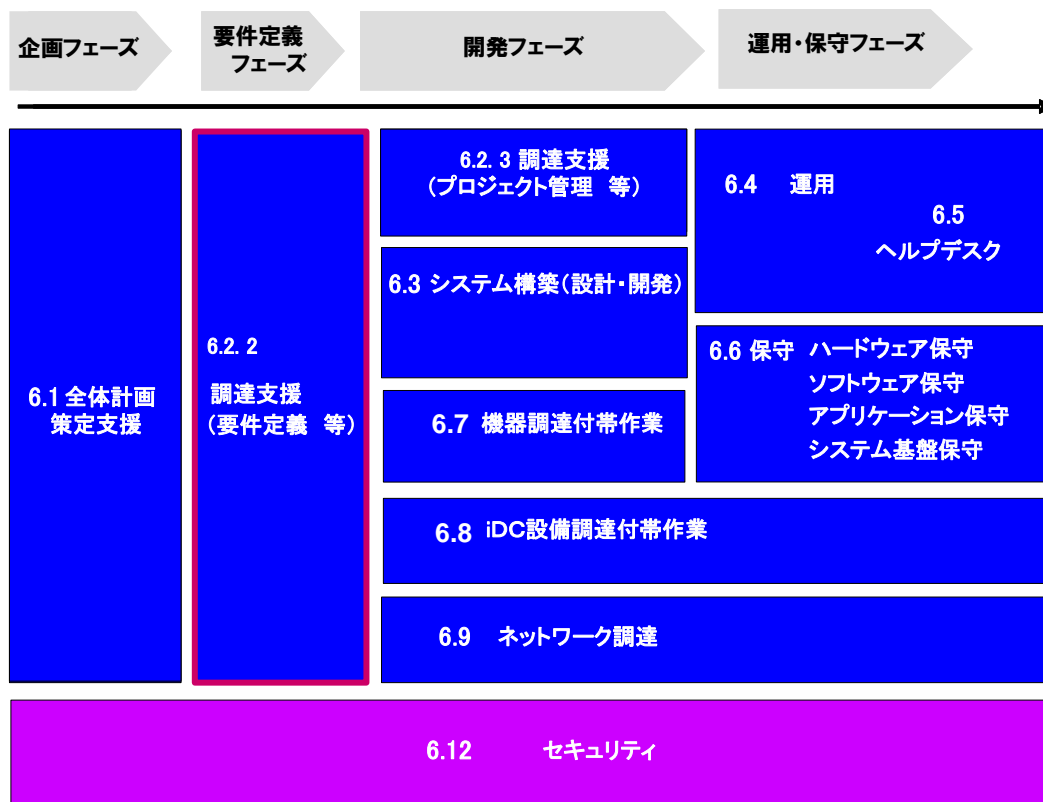 企画フェーズ
要件定義
フェーズ
開発フェーズ
運用・保守フェーズ
6.1 全体計画
策定支援
6.2. 2
調達支援
(要件定義 等)
6.2. 3 調達支援
(プロジェクト管理 等)
6.3 システム構築(設計・開発)
6.7 機器調達付帯作業
6.4 運用
6.5
ヘルプデスク
6.6 保守 ハードウェア保守
ソフトウェア保守
アプリケーション保守
システム基盤保守
6.8 iDC設備調達付帯作業
6.9 ネットワーク調達
6.12 セキュリティ